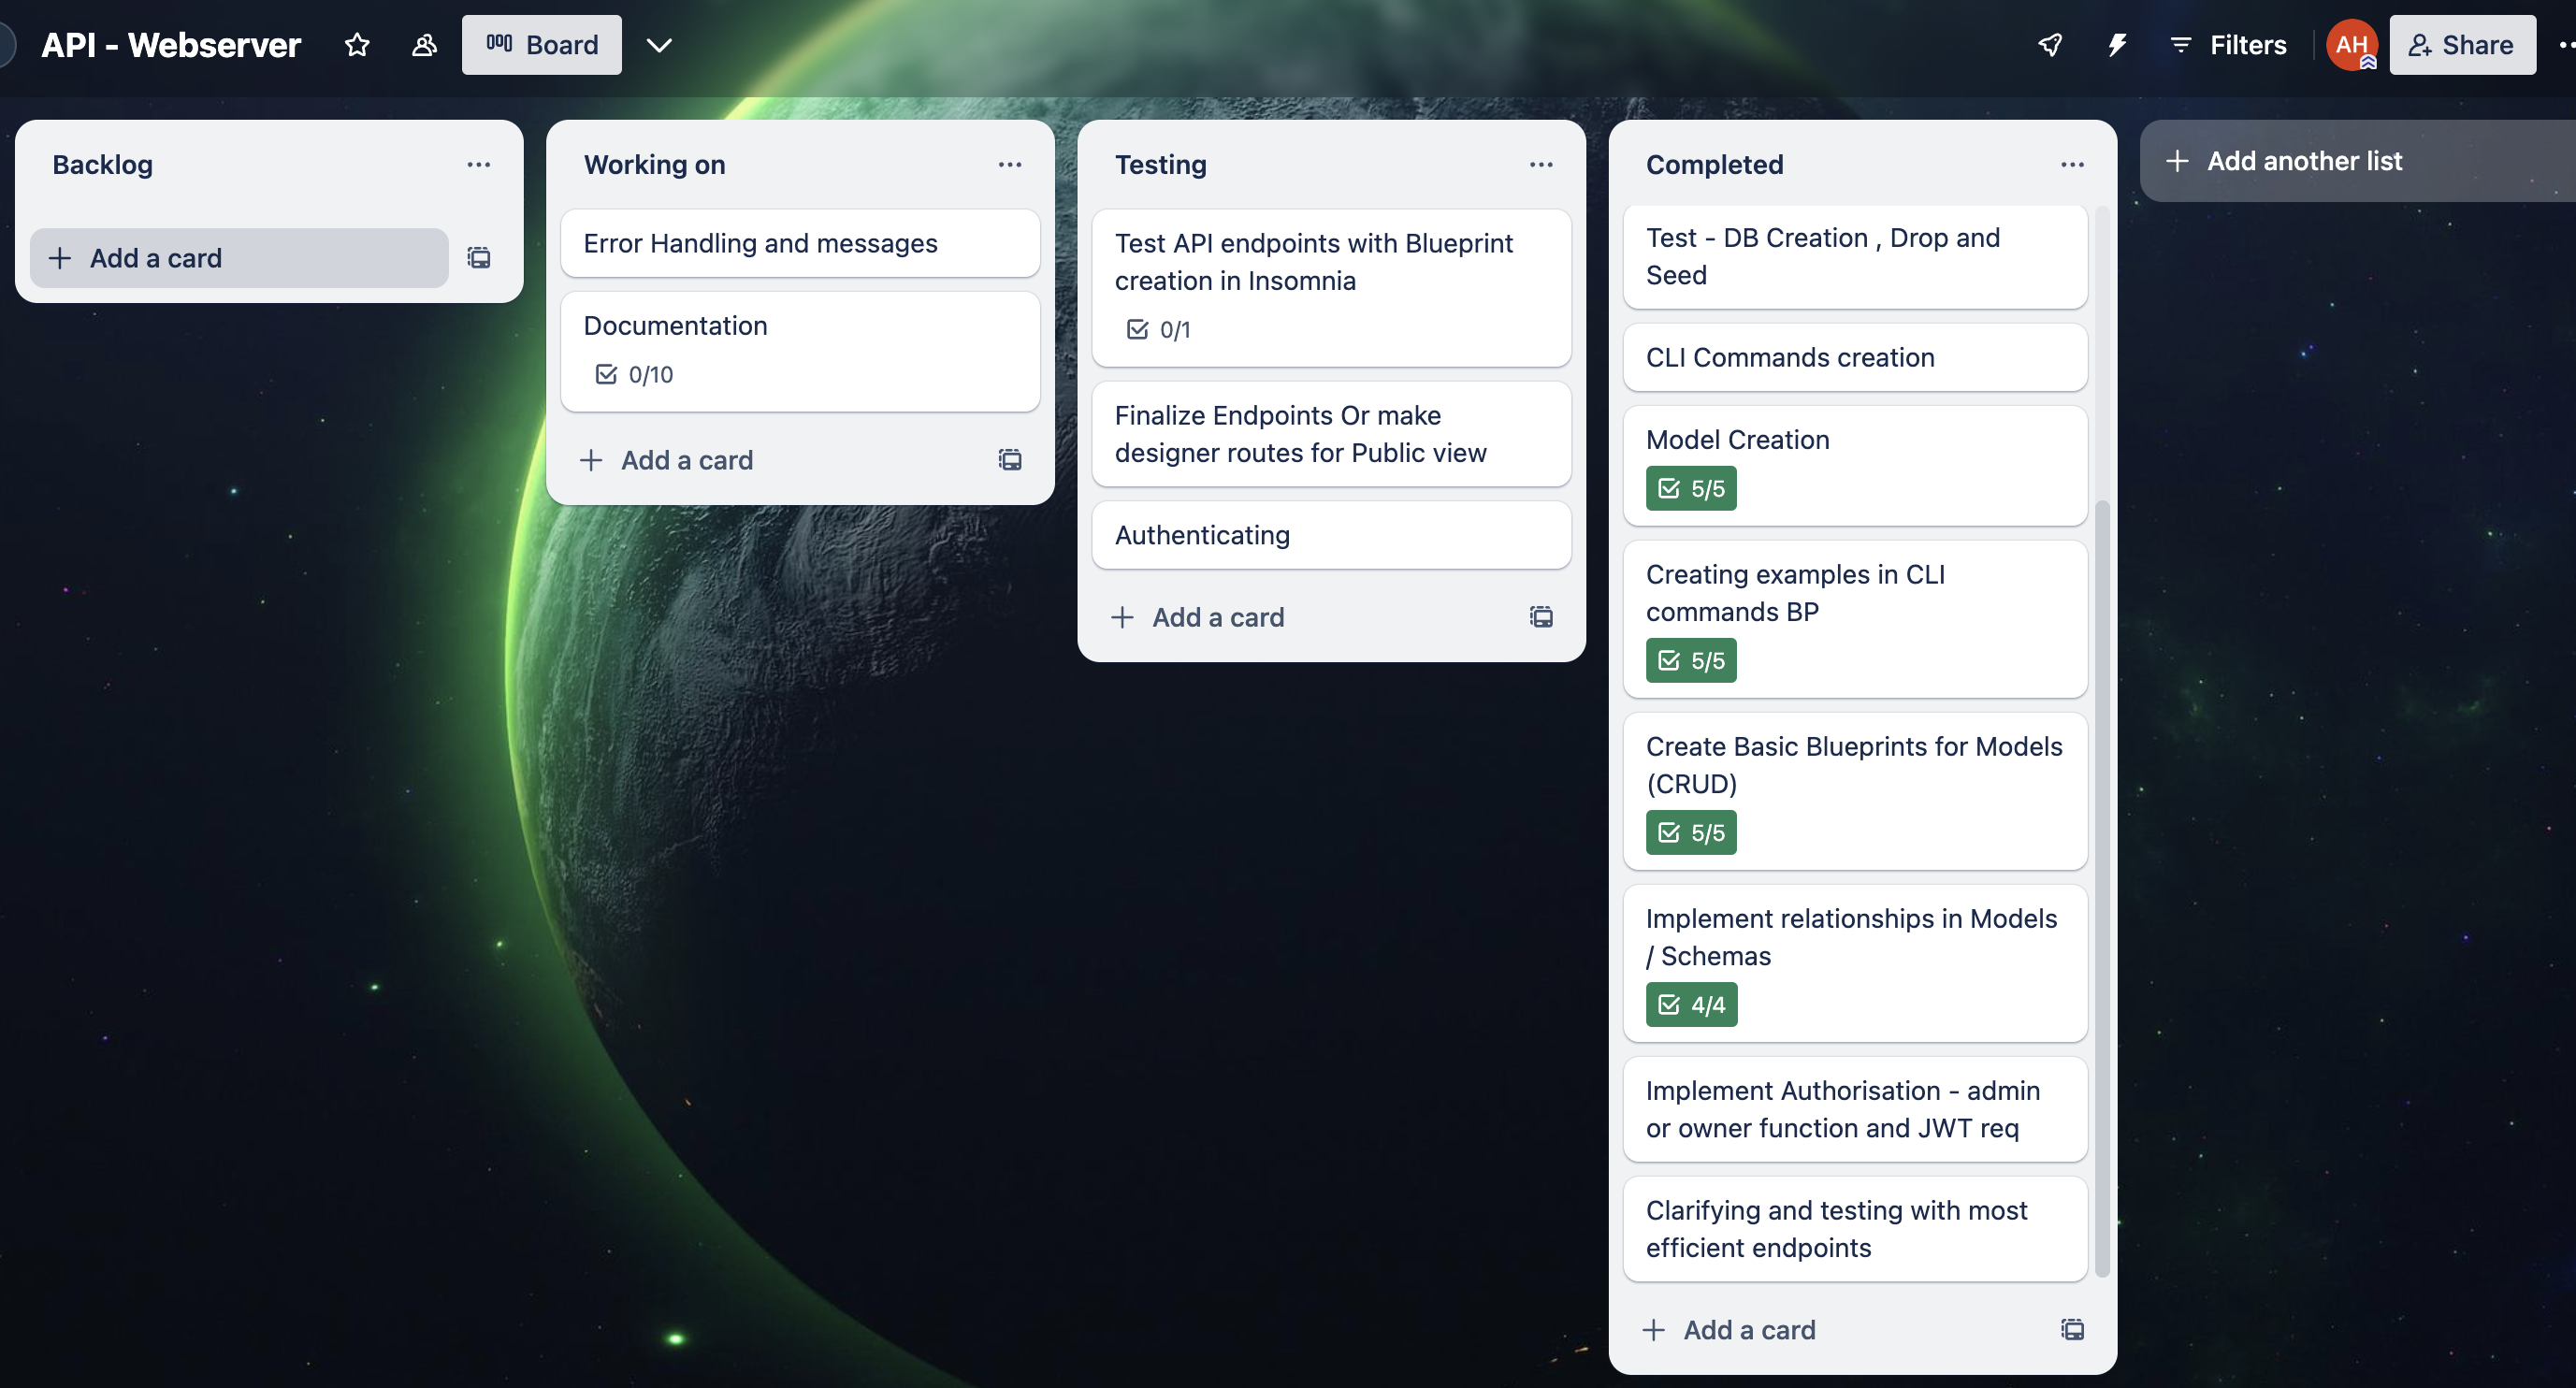 API - Webserver
Board
Filters
AH
Share
Backlog
Add a card
Working on
Error Handling and messages
Documentation
0/10
Add a card
Testing
Test API endpoints with Blueprint
creation in Insomnia
0/1
Finalize Endpoints Or make
designer routes for Public view
Authenticating
Add a card
Completed
Test - DB Creation , Drop and
Seed
CLI Commands creation
Model Creation
5/5
Creating examples in CLI
commands BP
5/5
Create Basic Blueprints for Models
(CRUD)
5/5
Implement relationships in Models
/ Schemas
4/4
Implement Authorisation - admin
or owner function and JWT req
Clarifying and testing with most
efficient endpoints
Add a card
Add another list